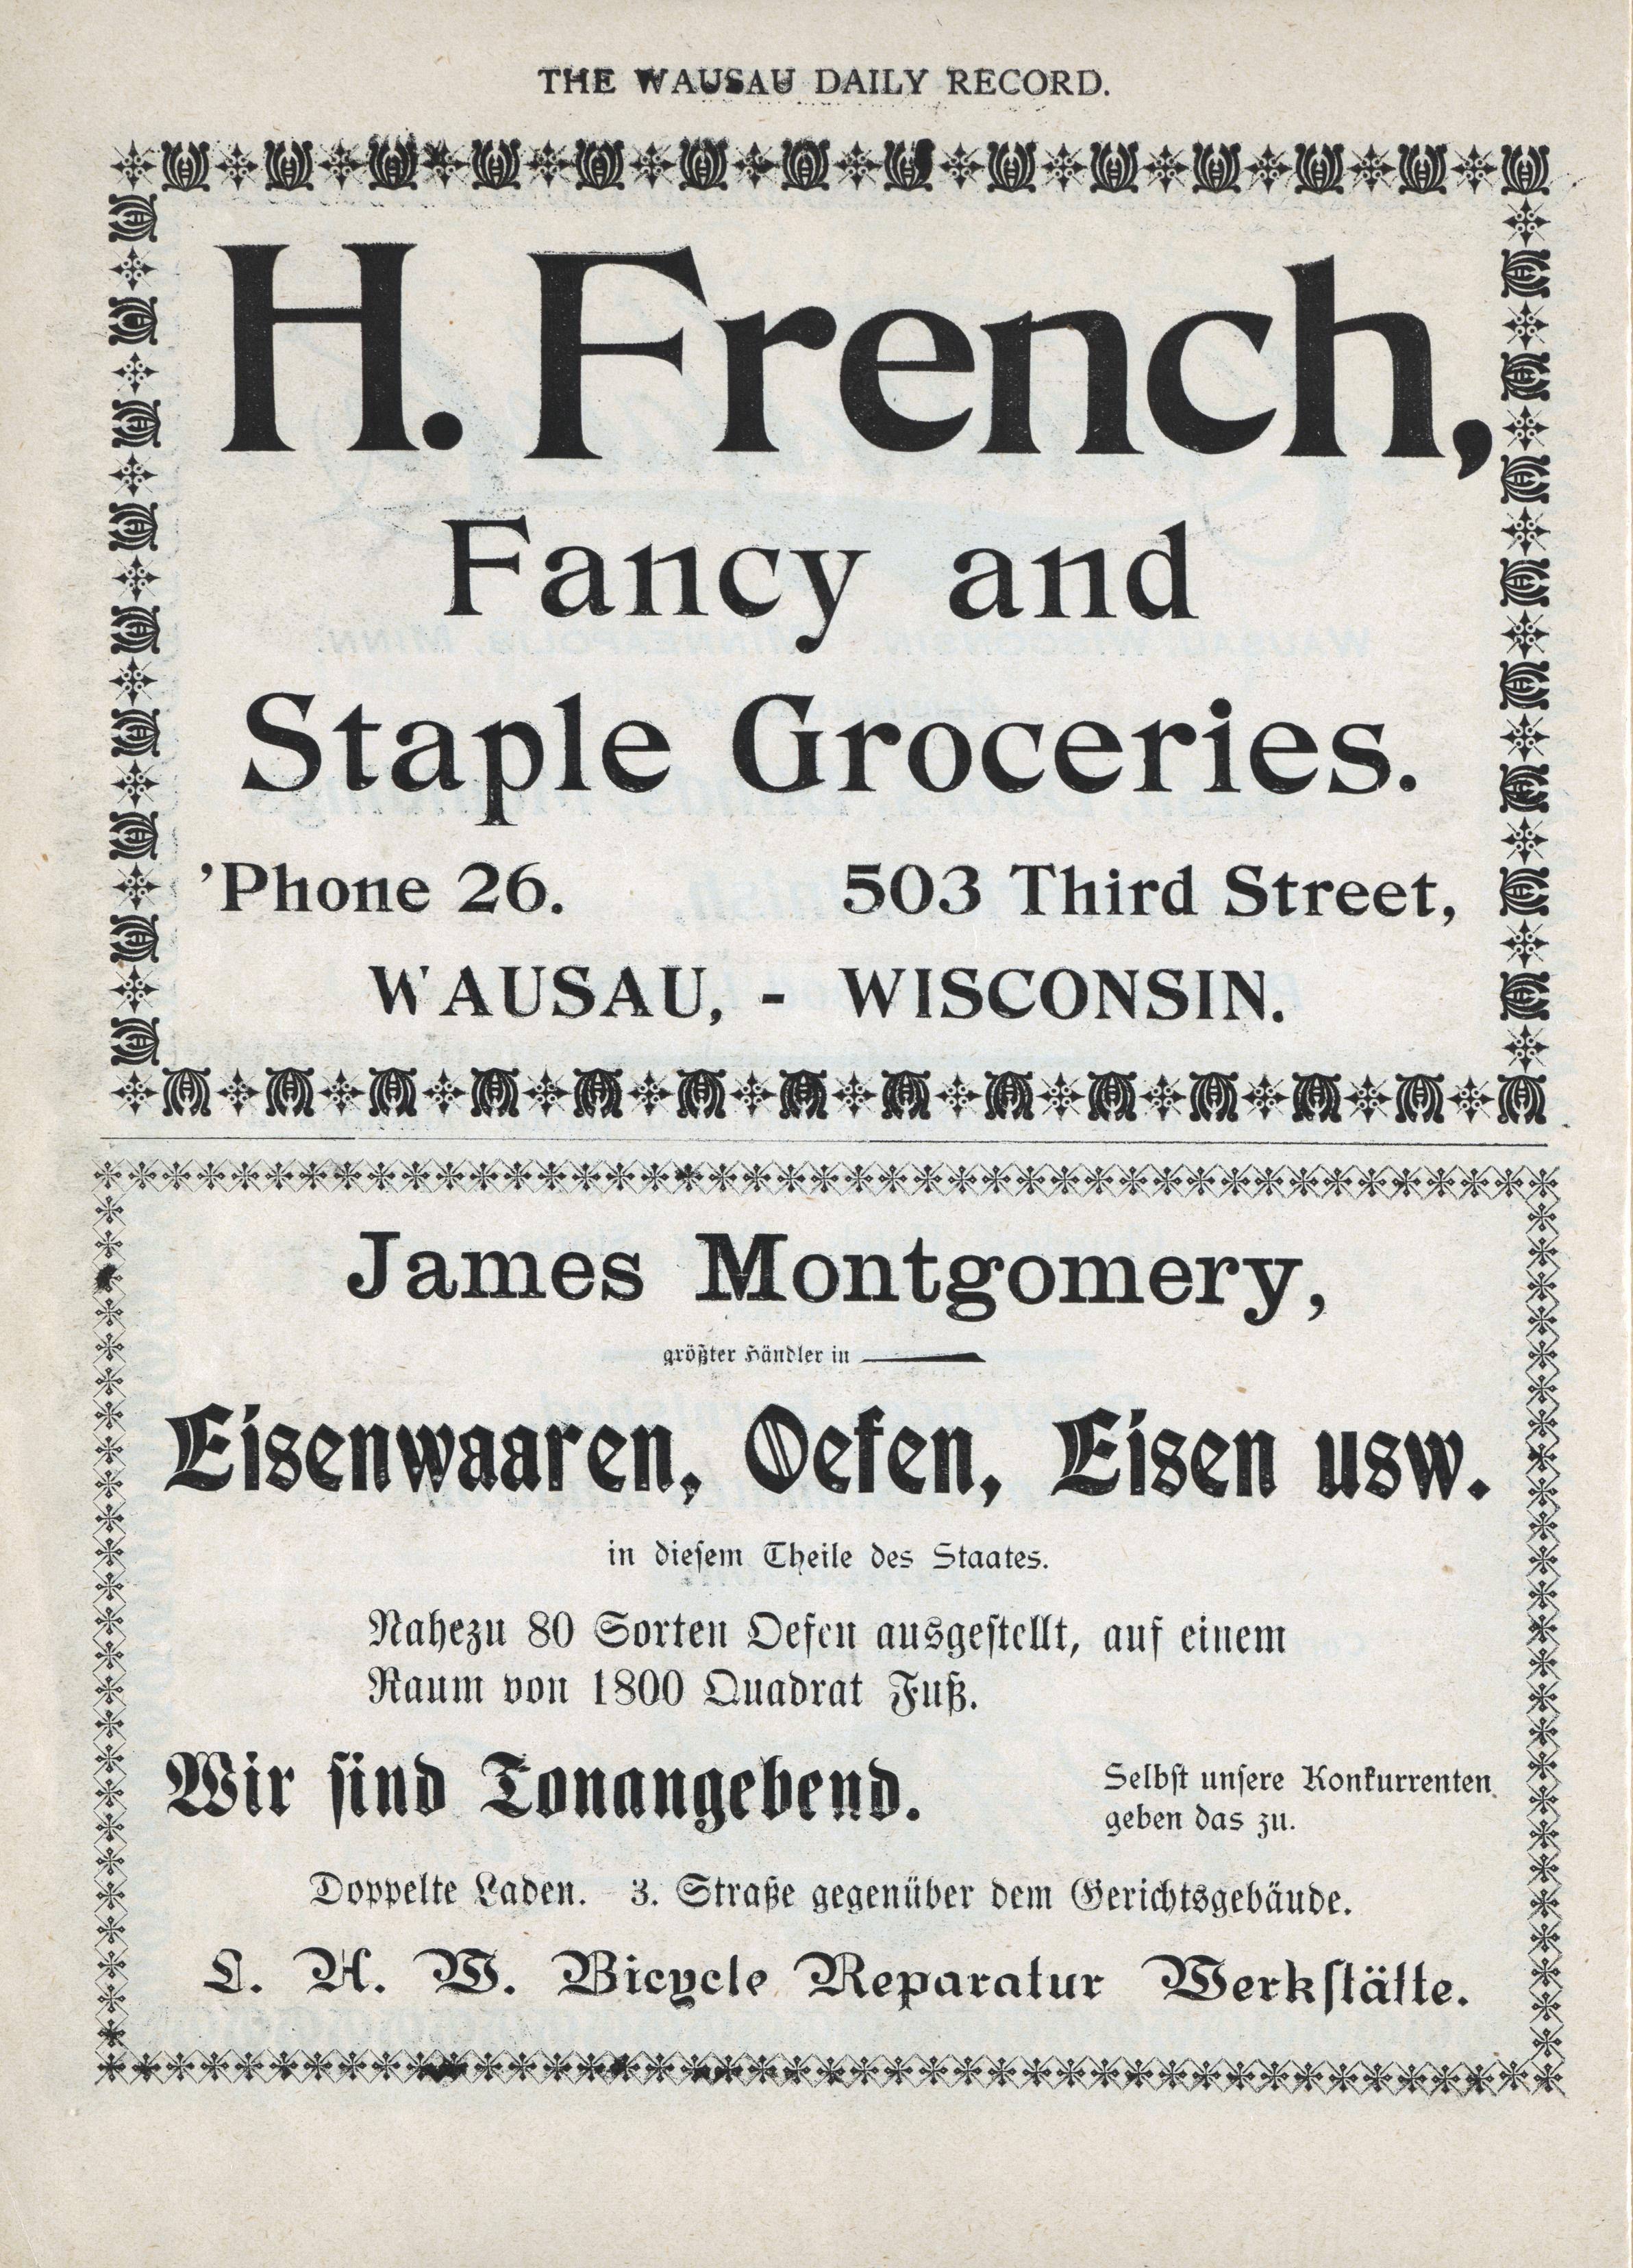 THE WAUSAU DAILY RECORD.
H. French,
Fancy and
Staple Groceries.
'Phone 26. 503 Third Street,
WAUSAU, - WISCONSIN.
James Montgomery,
größter Händler in
Eisenwaaren, Oefen, Eisen usw.
in diesem Theile des Staates.
Nahezu 80 Sorten Oefen ausgestellt, auf einem
Raum von 1800 Quadrat Fuß.
Wir sind Tonangebend. Selbst unsere Konkurrenten
geben das zu.
Doppelte Laden. 3. Straße gegenüber dem Gerichtsgebäude.
L. A. W. Bicycle Reparatur Werkstätte.